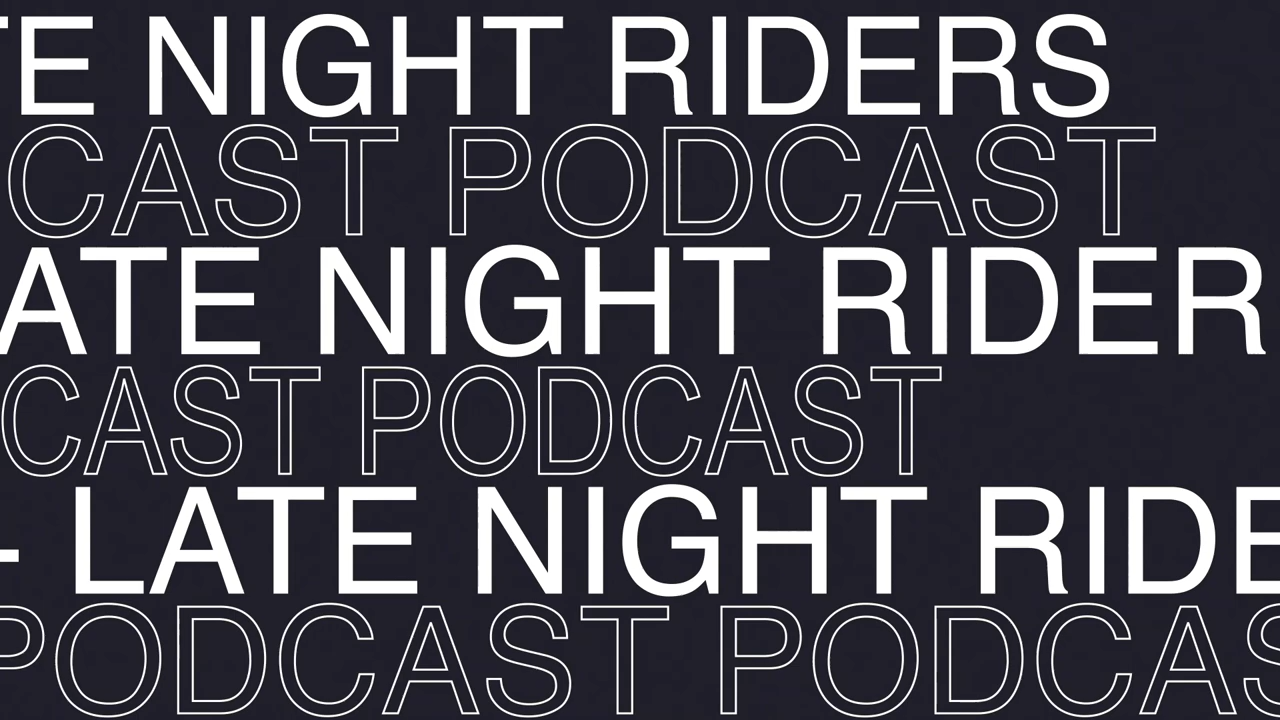 TE NIGHT RIDERS
CAST PODCAST
ATE NIGHT RIDER
CAST PODCAST
- LATE NIGHT RIDE
PODCAST PODCAS